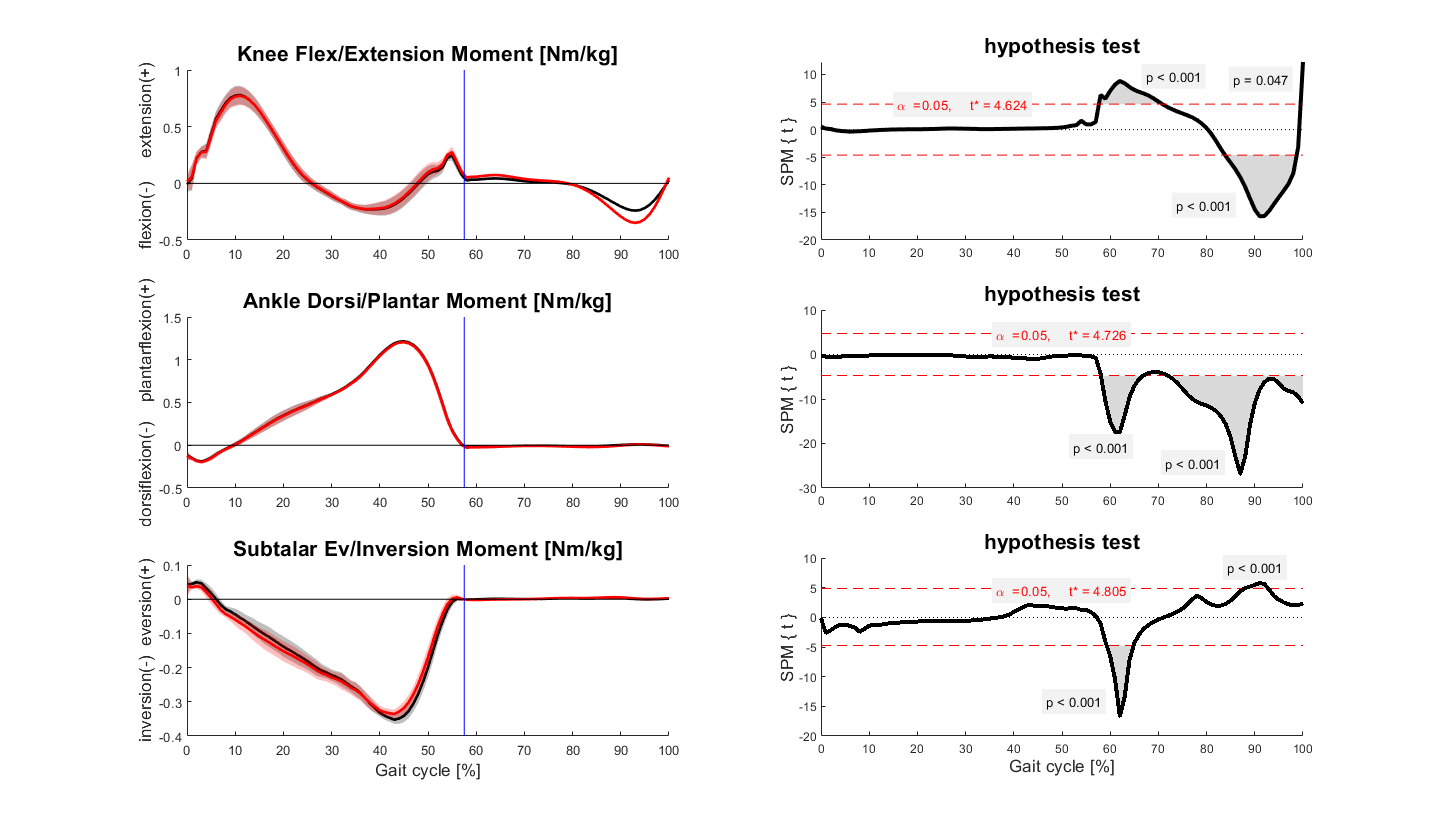 Knee Flex/Extension Moment [Nm/kg]
flexion(-) extension(+)
1
0.5
0
-0.5
0 10 20 30 40 50 60 70 80 90 100
hypothesis test
SPM { t }
10
5
0
-5
-10
-15
-20
α =0.05, t* = 4.624
p < 0.001
p = 0.047
p < 0.001
0 10 20 30 40 50 60 70 80 90 100
Ankle Dorsi/Plantar Moment [Nm/kg]
dorsiflexion(-) plantarflexion(+)
1.5
1
0.5
0
-0.5
0 10 20 30 40 50 60 70 80 90 100
hypothesis test
SPM { t }
10
0
-10
-20
-30
α =0.05, t* = 4.726
p < 0.001
p < 0.001
0 10 20 30 40 50 60 70 80 90 100
Subtalar Ev/Inversion Moment [Nm/kg]
inversion(-) eversion(+)
0.1
0
-0.1
-0.2
-0.3
-0.4
0 10 20 30 40 50 60 70 80 90 100
Gait cycle [%]
hypothesis test
SPM { t }
10
5
0
-5
-10
-15
-20
α =0.05, t* = 4.805
p < 0.001
p < 0.001
0 10 20 30 40 50 60 70 80 90 100
Gait cycle [%]